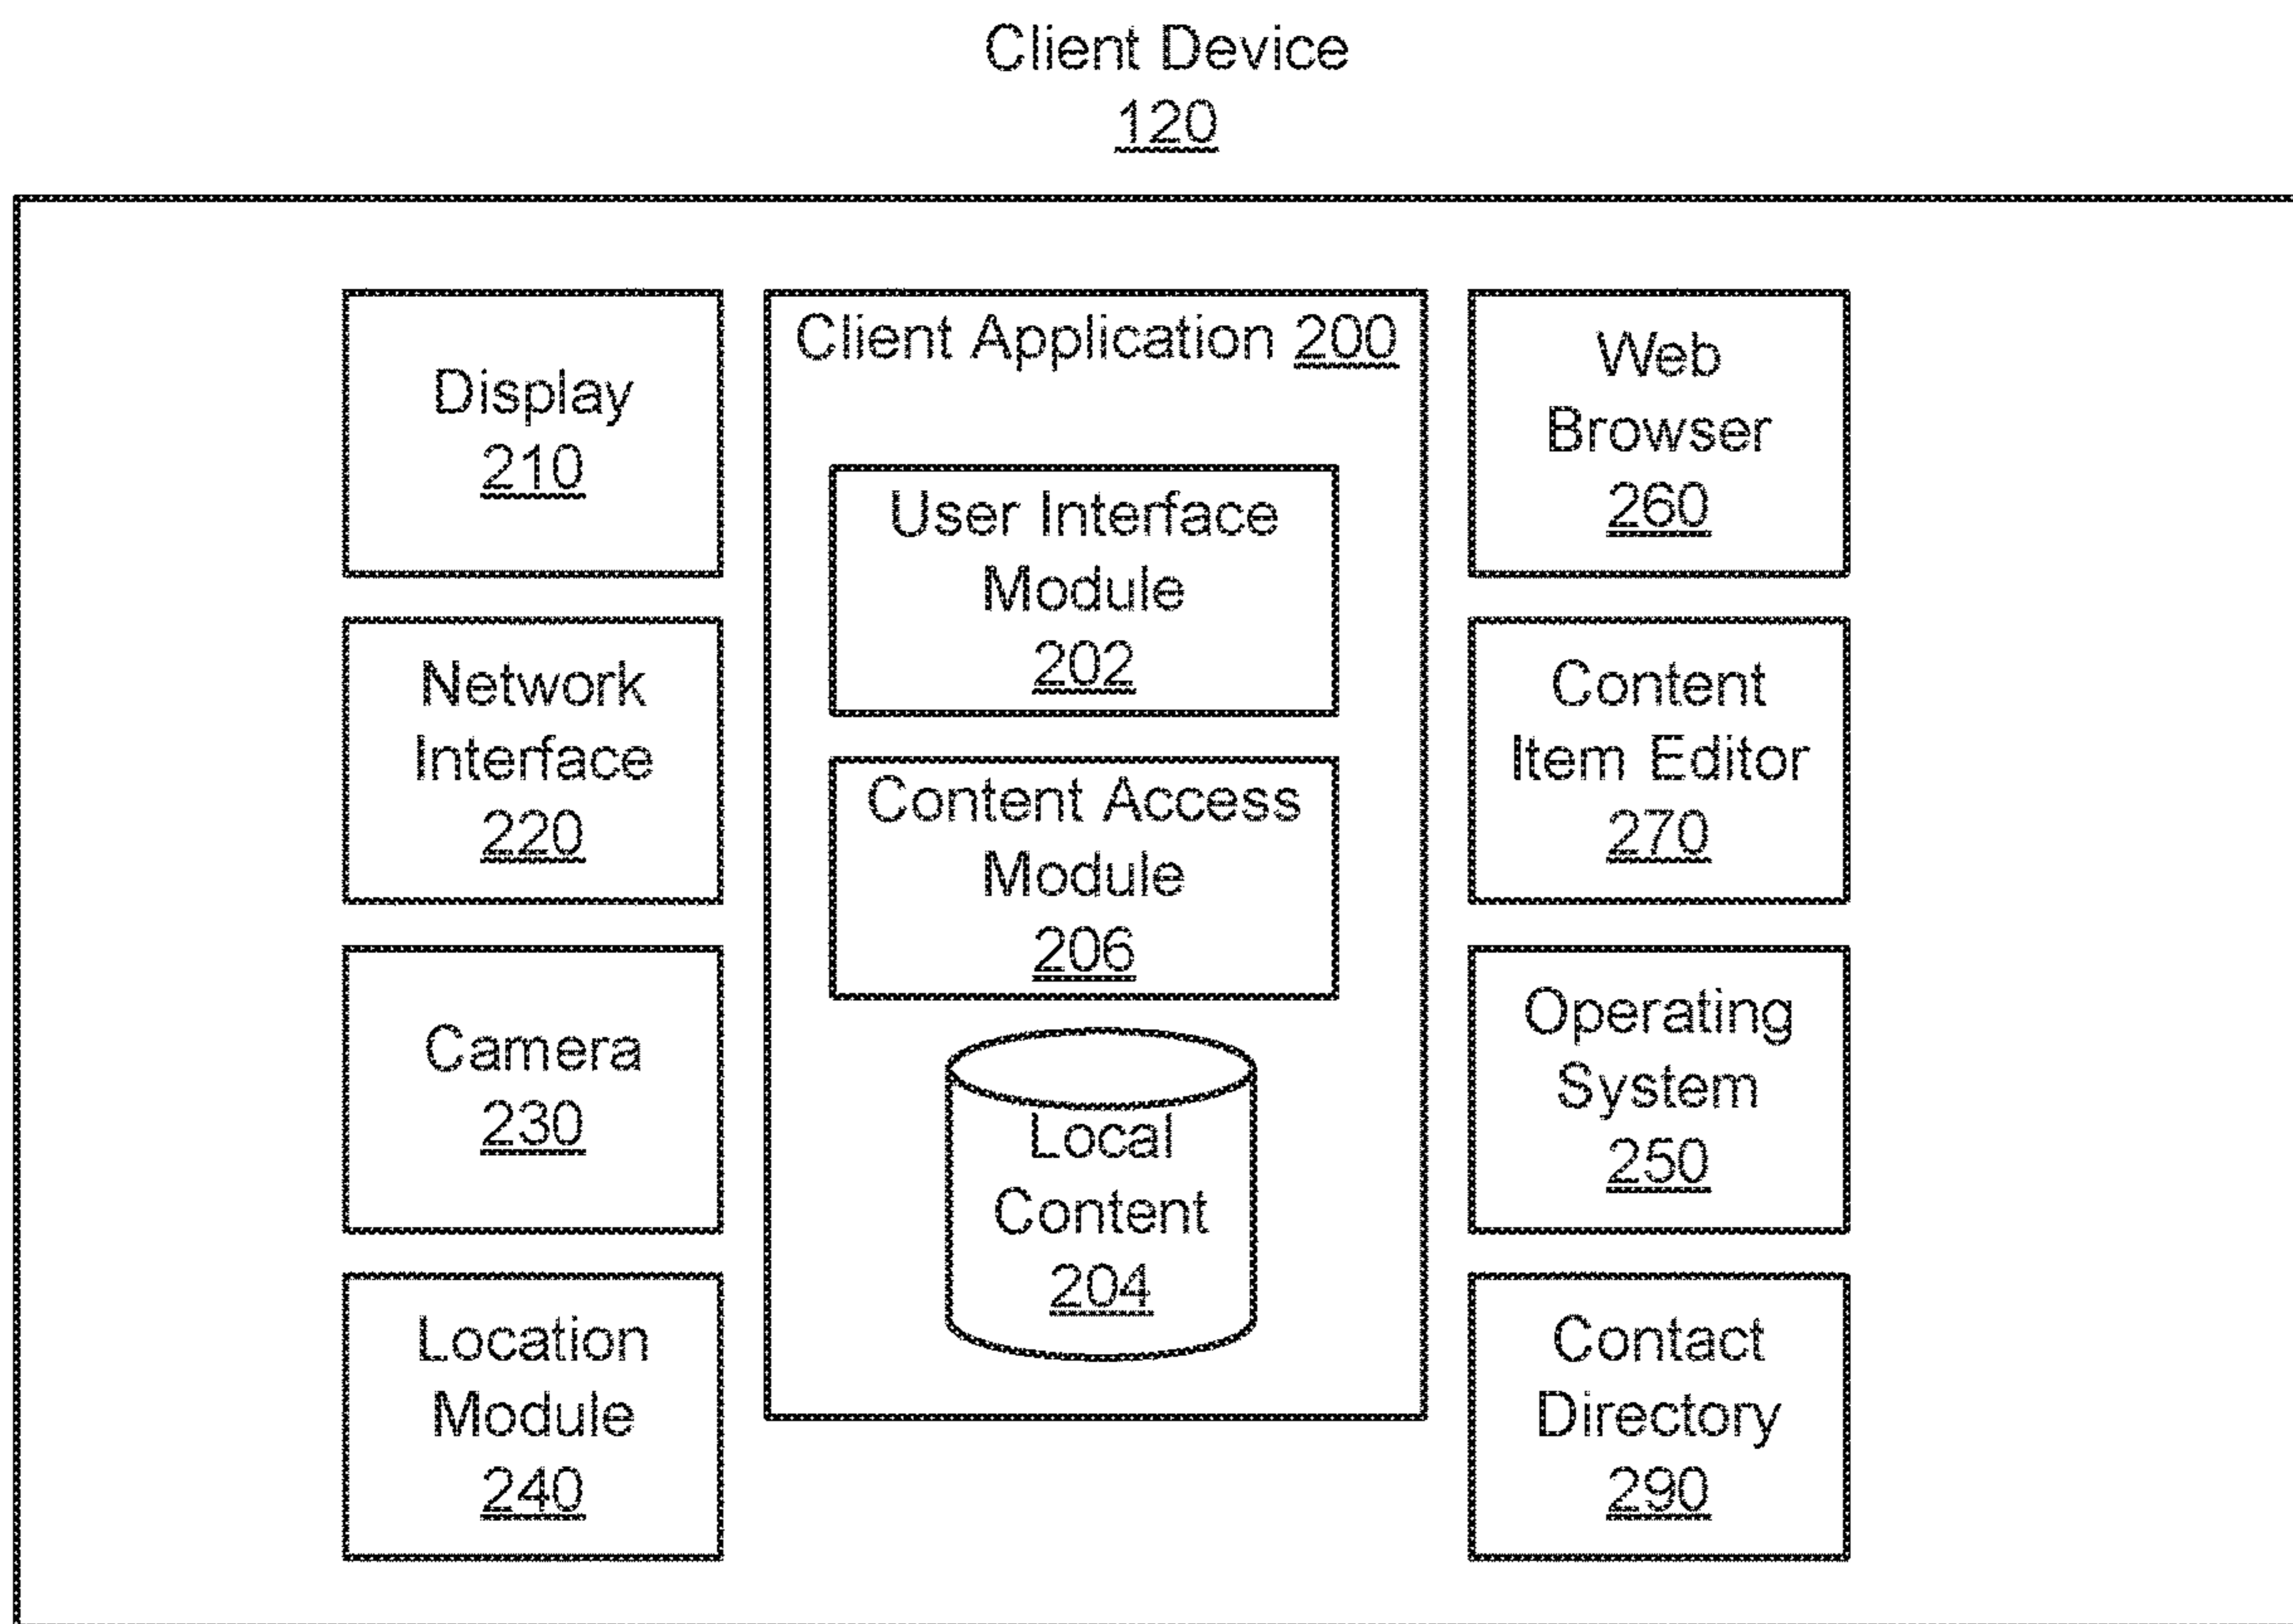 Client Device
120
Display
210
Network
Interface
220
Camera
230
Location
Module
240
Client Application 200
User Interface
Module
202
Content Access
Module
206
Local
Content
204
Web
Browser
260
Content
Item Editor
270
Operating
System
250
Contact
Directory
290